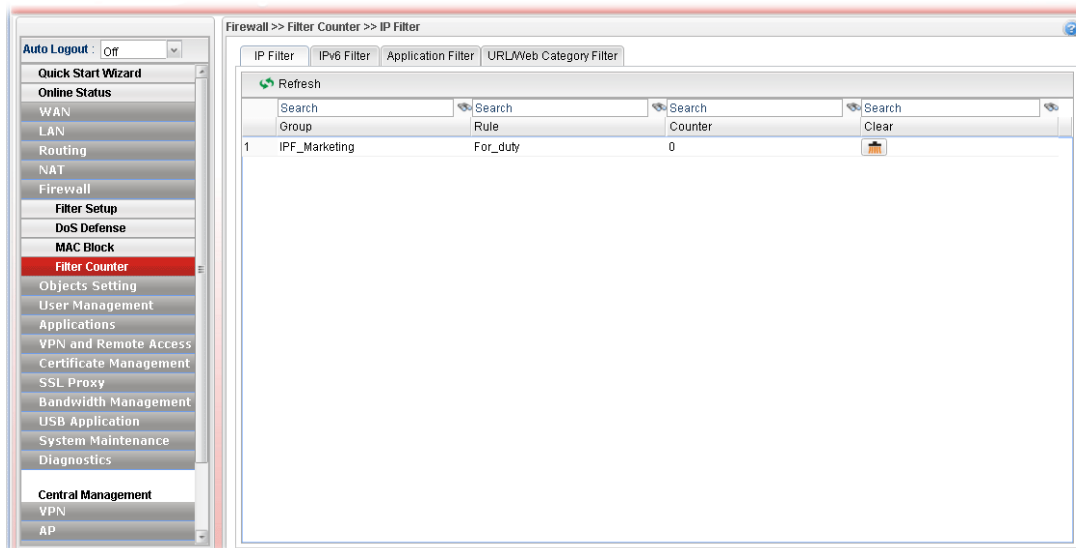 Firewall >> Filter Counter >> IP Filter
Auto Logout : Off
Quick Start Wizard
Online Status
WAN
LAN
Routing
NAT
Firewall
Filter Setup
DoS Defense
MAC Block
Filter Counter
Objects Setting
User Management
Applications
VPN and Remote Access
Certificate Management
SSL Proxy
Bandwidth Management
USB Application
System Maintenance
Diagnostics
Central Management
VPN
AP
IP Filter IPv6 Filter Application Filter URL/Web Category Filter
Refresh
Search Search Search Search
Group Rule Counter Clear
1 IPF_Marketing For_duty 0